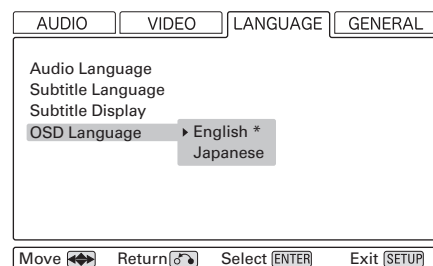 AUDIO VIDEO LANGUAGE GENERAL
Audio Language
Subtitle Language
Subtitle Display
OSD Language English *
Japanese
Move Return Select ENTER Exit SETUP